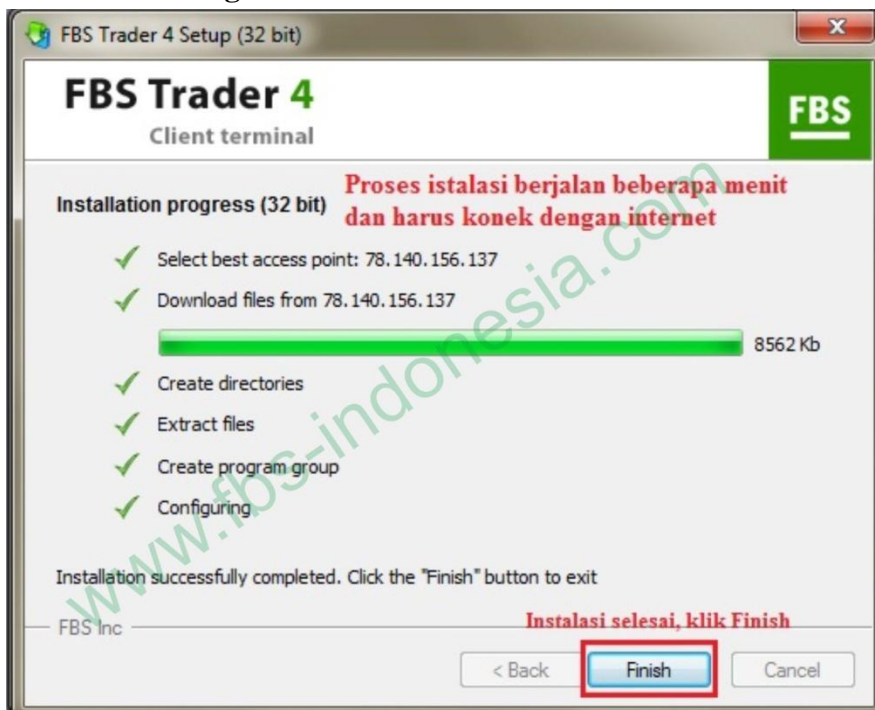 FBS Trader 4 Setup (32 bit)
x
FBS Trader 4
Client terminal
FBS
Installation progress (32 bit)
Proses istalasi berjalan beberapa menit
dan harus konek dengan internet
Select best access point: 78.140.156.137
Download files from 78.140.156.137
8562 Kb
Create directories
Extract files
Create program group
Configuring
www.fbs-indonesia.com
Installation successfully completed. Click the "Finish" button to exit
Instalasi selesai, klik Finish
FBS Inc
< Back
Finish
Cancel